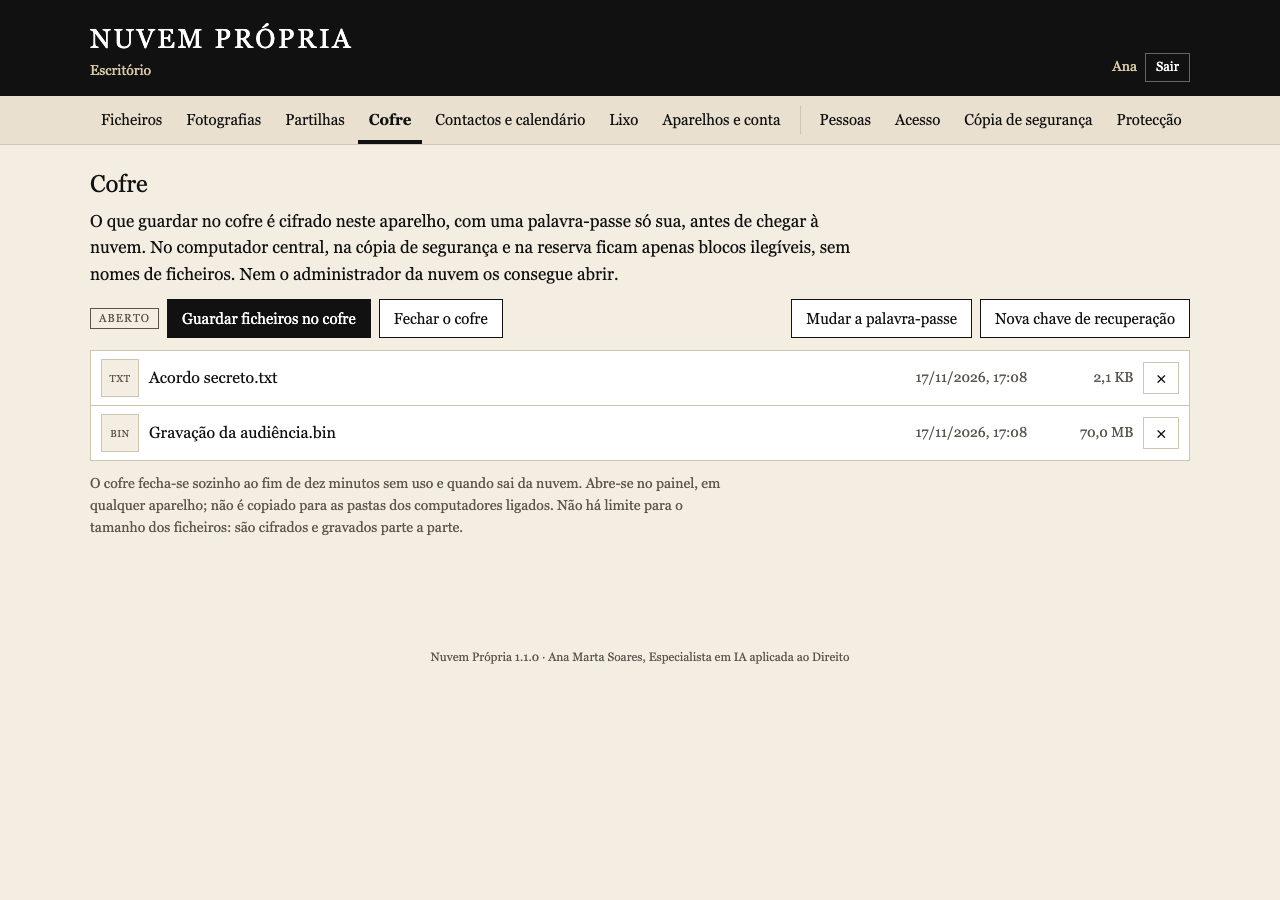 NUVEM PRÓPRIA
Escritório
Ana Sair
Ficheiros Fotografias Partilhas Cofre Contactos e calendário Lixo Aparelhos e conta Pessoas Acesso Cópia de segurança Protecção
Cofre
O que guardar no cofre é cifrado neste aparelho, com uma palavra-passe só sua, antes de chegar à
nuvem. No computador central, na cópia de segurança e na reserva ficam apenas blocos ilegíveis, sem
nomes de ficheiros. Nem o administrador da nuvem os consegue abrir.
ABERTO Guardar ficheiros no cofre Fechar o cofre Mudar a palavra-passe Nova chave de recuperação
TXT Acordo secreto.txt 17/11/2026, 17:08 2,1 KB ×
BIN Gravação da audiência.bin 17/11/2026, 17:08 70,0 MB ×
O cofre fecha-se sozinho ao fim de dez minutos sem uso e quando sai da nuvem. Abre-se no painel, em
qualquer aparelho; não é copiado para as pastas dos computadores ligados. Não há limite para o
tamanho dos ficheiros: são cifrados e gravados parte a parte.
Nuvem Própria 1.1.0 · Ana Marta Soares, Especialista em IA aplicada ao Direito